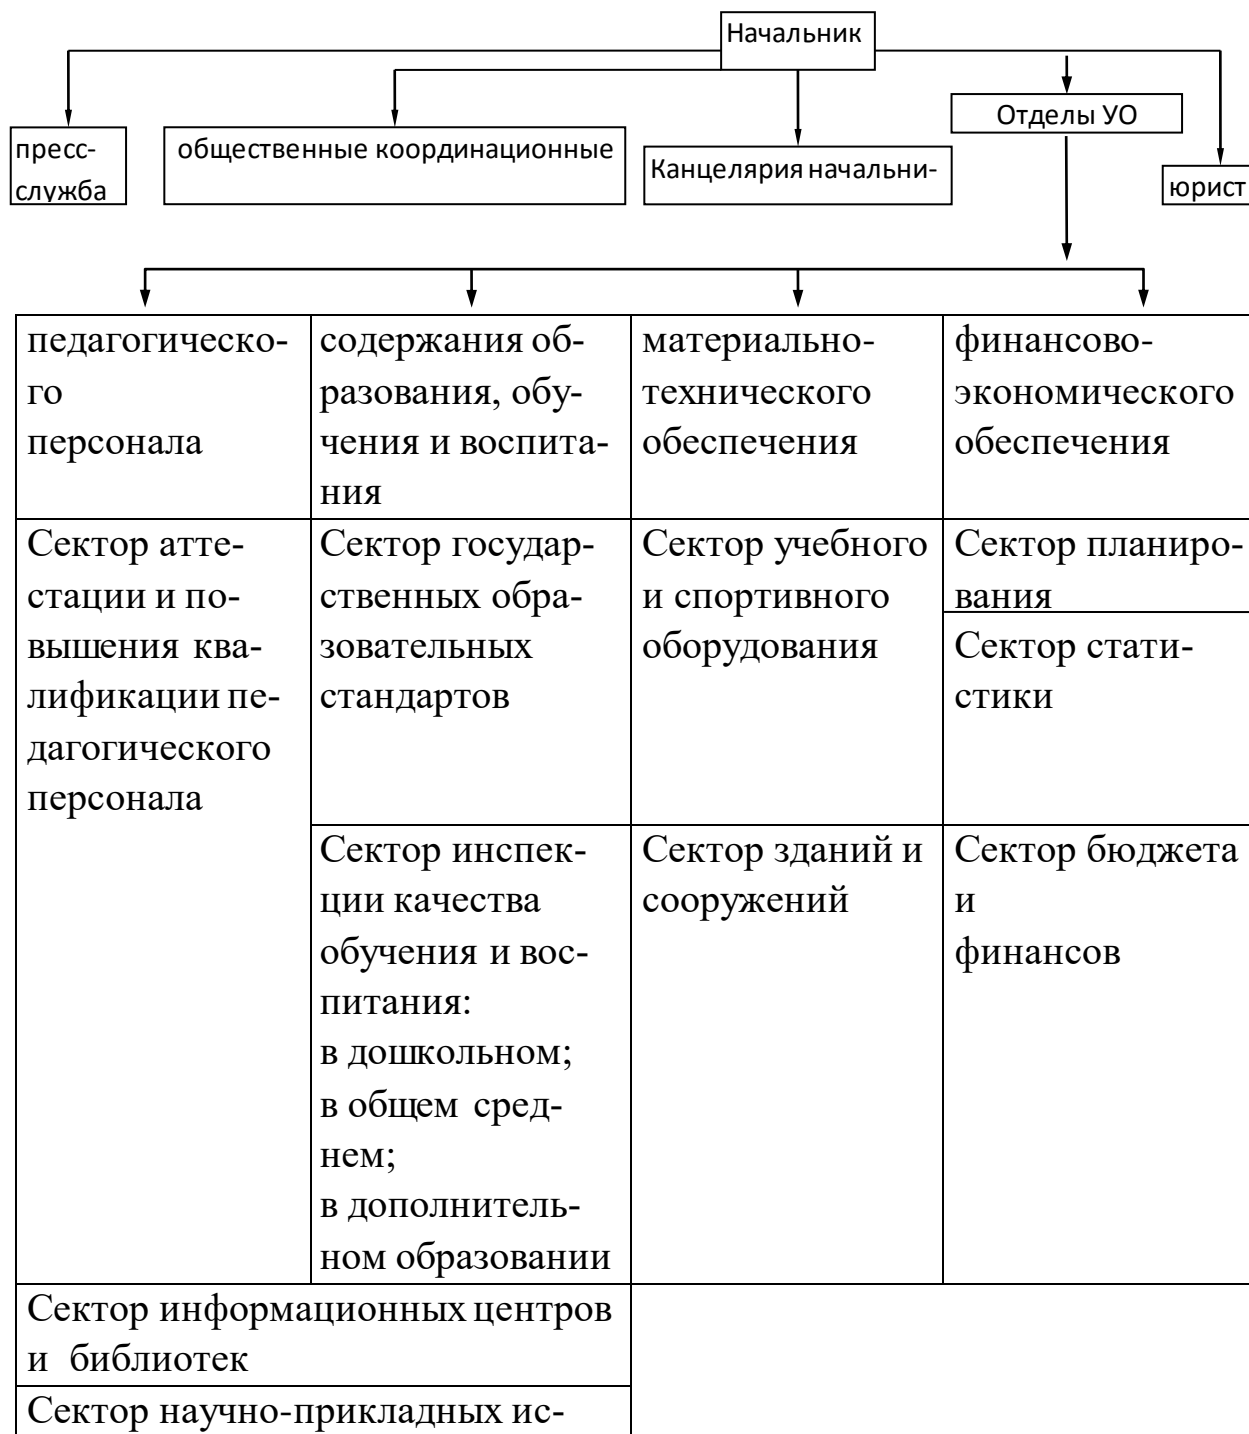 Начальник
Отделы УО
пресс-
служба
общественные координационные
Канцелярия начальни-
юрист
педагогическо-
го
персонала
содержания об-
разования, обу-
чения и воспита-
ния
материально-
технического
обеспечения
финансово-
экономического
обеспечения
Сектор атте-
стации и по-
вышения ква-
лификации пе-
дагогического
персонала
Сектор государ-
ственных обра-
зовательных
стандартов
Сектор учебного
и спортивного
оборудования
Сектор планиро-
вания
Сектор стати-
стики
Сектор инспек-
ции качества
обучения и вос-
питания:
в дошкольном;
в общем сред-
нем;
в дополнитель-
ном образовании
Сектор зданий и
сооружений
Сектор бюджета
и
финансов
Сектор информационных центров
и библиотек
Сектор научно-прикладных ис-